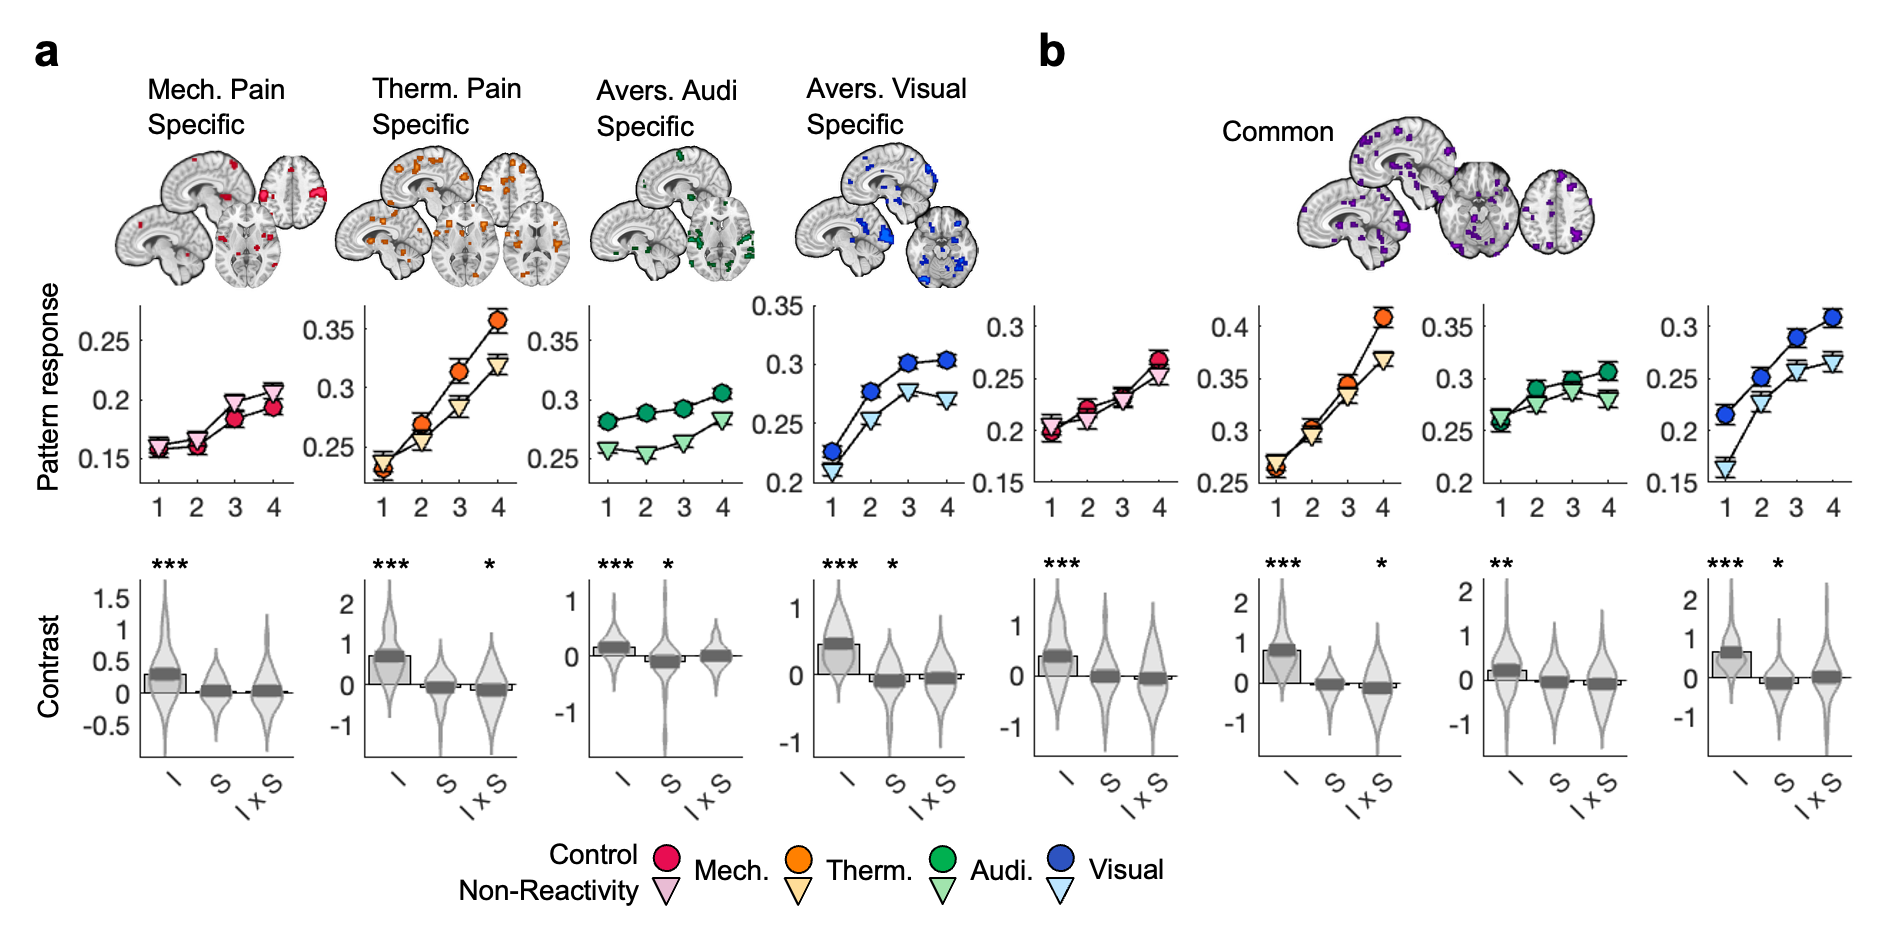 a
b
Mech. Pain
Specific
Therm. Pain
Specific
Avers. Audi
Specific
Avers. Visual
Specific
Common
Pattern response
0.25
0.2
0.15
1 2 3 4
0.35
0.3
0.25
1 2 3 4
0.35
0.3
0.25
1 2 3 4
0.35
0.3
0.25
0.2
1 2 3 4
0.3
0.25
0.2
0.15
1 2 3 4
0.4
0.35
0.3
0.25
1 2 3 4
0.35
0.3
0.25
0.2
1 2 3 4
0.3
0.25
0.2
0.15
1 2 3 4
Contrast
***
1.5
1
0.5
0
-0.5
I S I x S
*** *
2
1
0
-1
I S I x S
*** *
1
0
-1
I S I x S
*** *
1
0
-1
I S I x S
***
1
0
-1
I S I x S
*** *
2
1
0
-1
I S I x S
**
2
1
0
-1
I S I x S
*** *
2
1
0
-1
I S I x S
Control
Non-Reactivity
Mech.
Therm.
Audi.
Visual